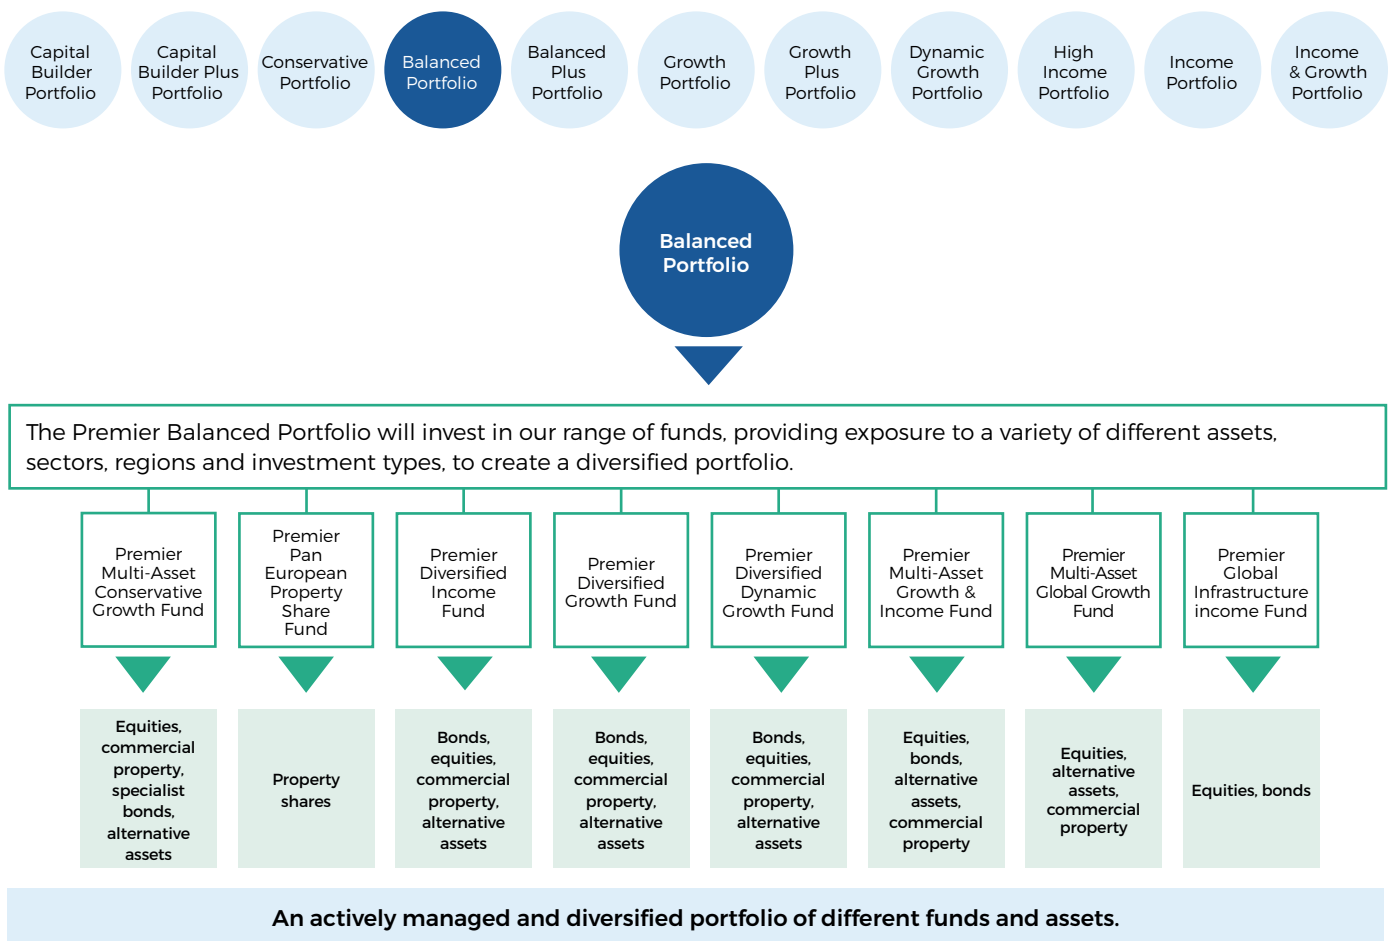 Capital
Builder
Portfolio
Capital
Builder Plus
Portfolio
Conservative
Portfolio
Balanced
Portfolio
Balanced
Plus
Portfolio
Growth
Portfolio
Growth
Plus
Portfolio
Dynamic
Growth
Portfolio
High
Income
Portfolio
Income
Portfolio
Income
& Growth
Portfolio
Balanced
Portfolio
The Premier Balanced Portfolio will invest in our range of funds, providing exposure to a variety of different assets,
sectors, regions and investment types, to create a diversified portfolio.
Premier
Multi-Asset
Conservative
Growth Fund
Premier
Pan
European
Property
Share
Fund
Premier
Diversified
Income
Fund
Premier
Diversified
Growth Fund
Premier
Diversified
Dynamic
Growth Fund
Premier
Multi-Asset
Growth &
Income Fund
Premier
Multi-Asset
Global Growth
Fund
Premier
Global
Infrastructure
income Fund
Equities,
commercial
property,
specialist
bonds,
alternative
assets
Property
shares
Bonds,
equities,
commercial
property,
alternative
assets
Bonds,
equities,
commercial
property,
alternative
assets
Bonds,
equities,
commercial
property,
alternative
assets
Equities,
bonds,
alternative
assets,
commercial
property
Equities,
alternative
assets,
commercial
property
Equities, bonds
An actively managed and diversified portfolio of different funds and assets.